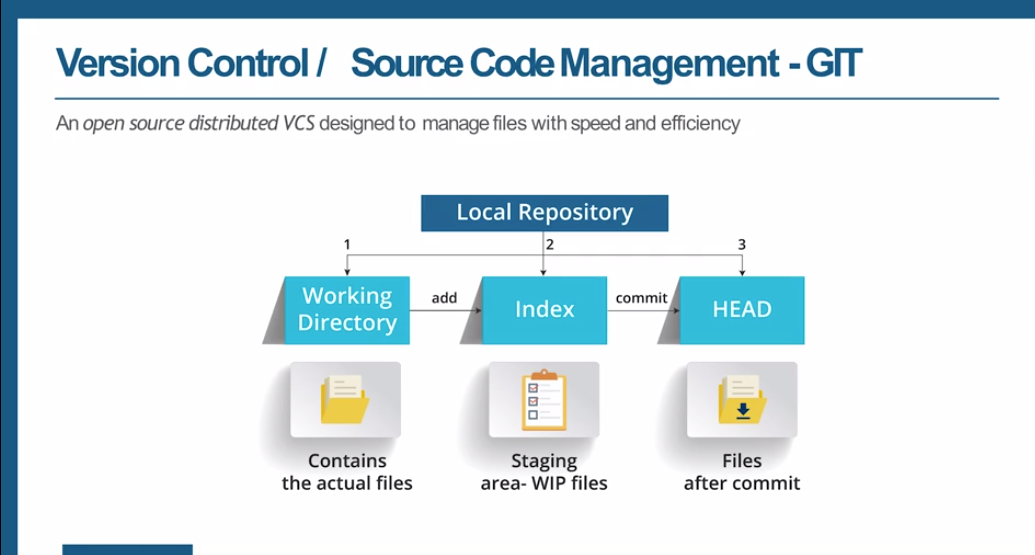 Version Control / Source Code Management - GIT
An open source distributed VCS designed to manage files with speed and efficiency
Local Repository
1
2
3
Working
Directory
add
Index
commit
HEAD
Contains
the actual files
Staging
area- WIP files
Files
after commit